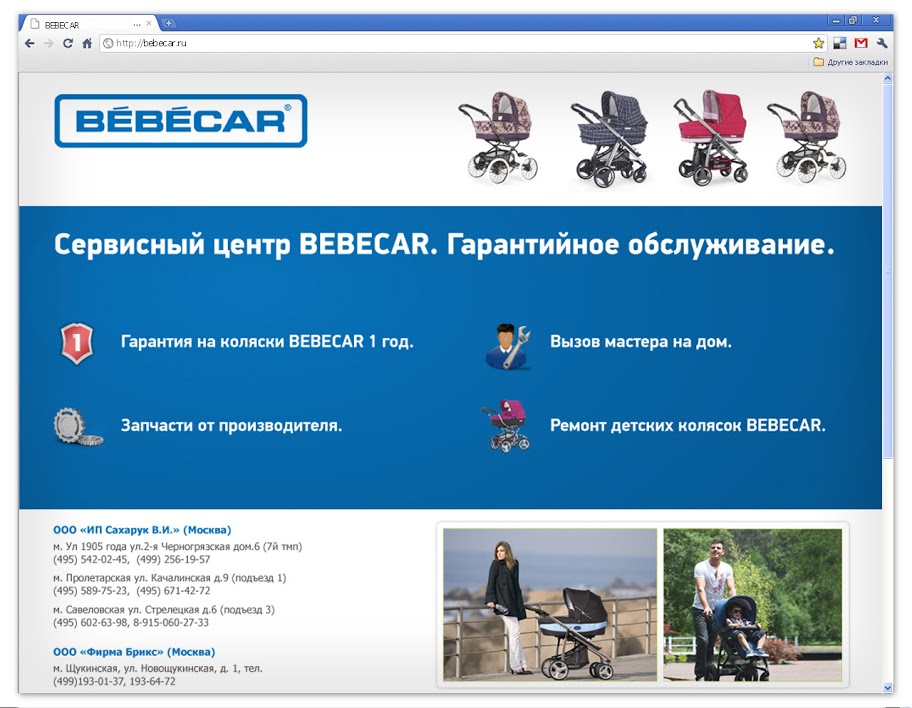 BEBECAR
http://bebecar.ru
Другие закладки
BÉBÉCAR®
Сервисный центр BEBECAR. Гарантийное обслуживание.
1
Гарантия на коляски BEBECAR 1 год.
Вызов мастера на дом.
Запчасти от производителя.
Ремонт детских колясок BEBECAR.
ООО «ИП Сахарук В.И.» (Москва)
м. Ул 1905 года ул.2-я Черногрязская дом.6 (7й тмп)
(495) 542-02-45, (499) 256-19-57
м. Пролетарская ул. Качалинская д.9 (подъезд 1)
(495) 589-75-23, (495) 671-42-72
м. Савеловская ул. Стрелецкая д.6 (подъезд 3)
(495) 602-63-98, 8-915-060-27-33
ООО «Фирма Брикс» (Москва)
м. Щукинская, ул. Новощукинская, д. 1, тел.
(499)193-01-37, 193-64-72